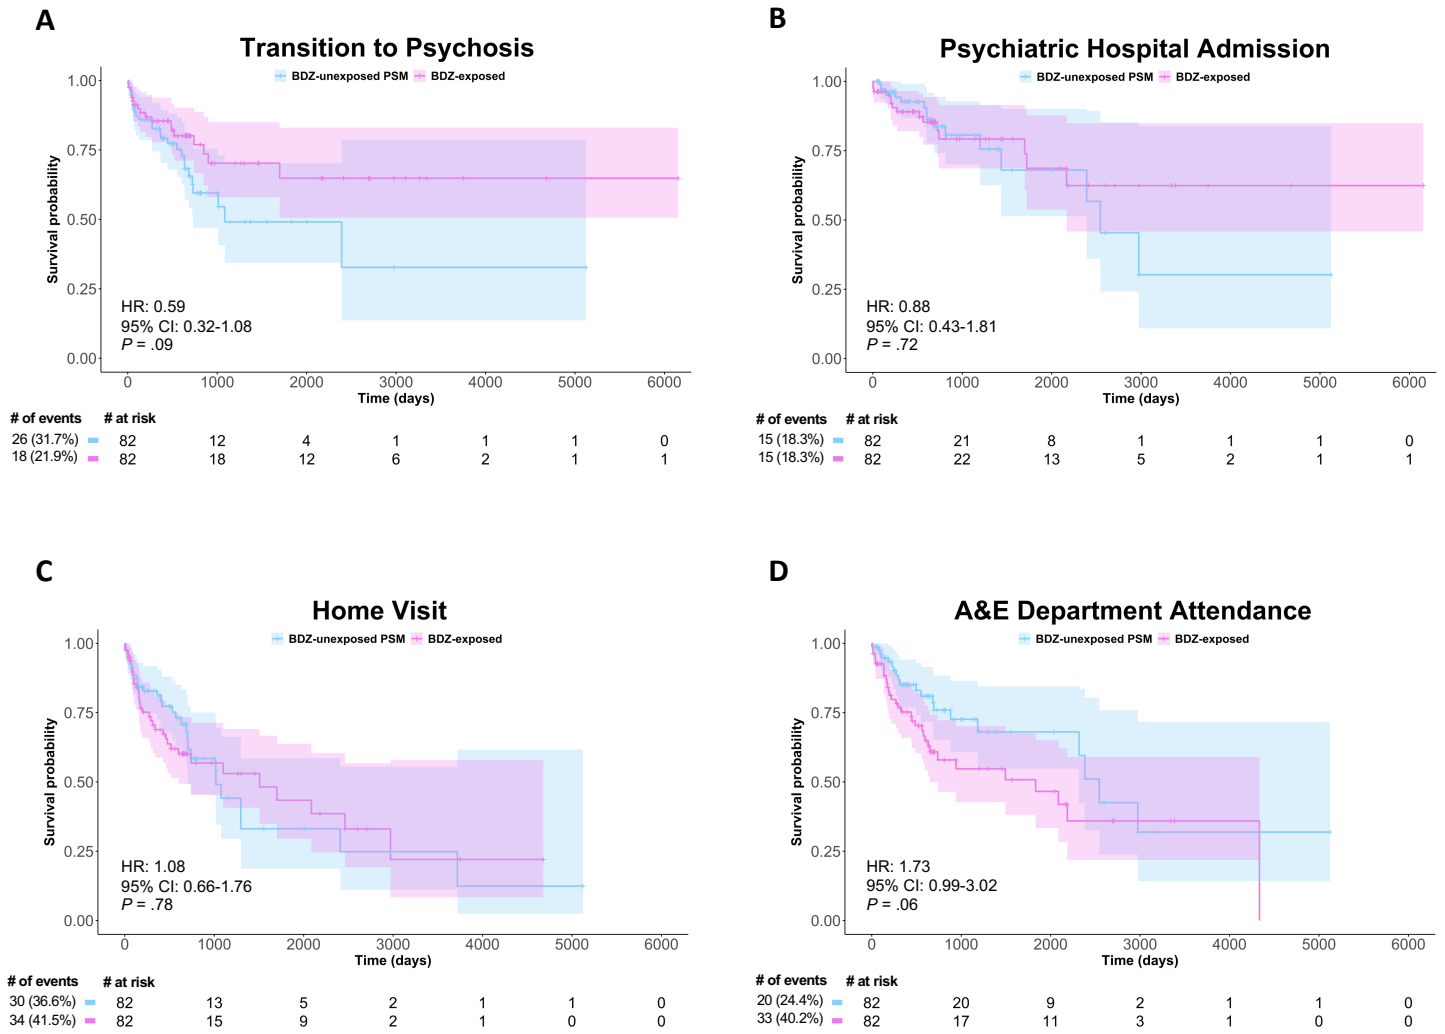 A
Transition to Psychosis
BDZ-unexposed PSM BDZ-exposed
1.00
0.75
0.50
0.25
0.00
Survival probability
HR: 0.59
95% CI: 0.32-1.08
P = .09
0 1000 2000 3000 4000 5000 6000
Time (days)
# of events # at risk
26 (31.7%) 82 12 4 1 1 1 0
18 (21.9%) 82 18 12 6 2 1 1
B
Psychiatric Hospital Admission
BDZ-unexposed PSM BDZ-exposed
1.00
0.75
0.50
0.25
0.00
Survival probability
HR: 0.88
95% CI: 0.43-1.81
P = .72
0 1000 2000 3000 4000 5000 6000
Time (days)
# of events # at risk
15 (18.3%) 82 21 8 1 1 1 0
15 (18.3%) 82 22 13 5 2 1 1
C
Home Visit
BDZ-unexposed PSM BDZ-exposed
1.00
0.75
0.50
0.25
0.00
Survival probability
HR: 1.08
95% CI: 0.66-1.76
P = .78
0 1000 2000 3000 4000 5000 6000
Time (days)
# of events # at risk
30 (36.6%) 82 13 5 2 1 1 0
34 (41.5%) 82 15 9 2 1 0 0
D
A&E Department Attendance
BDZ-unexposed PSM BDZ-exposed
1.00
0.75
0.50
0.25
0.00
Survival probability
HR: 1.73
95% CI: 0.99-3.02
P = .06
0 1000 2000 3000 4000 5000 6000
Time (days)
# of events # at risk
20 (24.4%) 82 20 9 2 1 1 0
33 (40.2%) 82 17 11 3 1 0 0